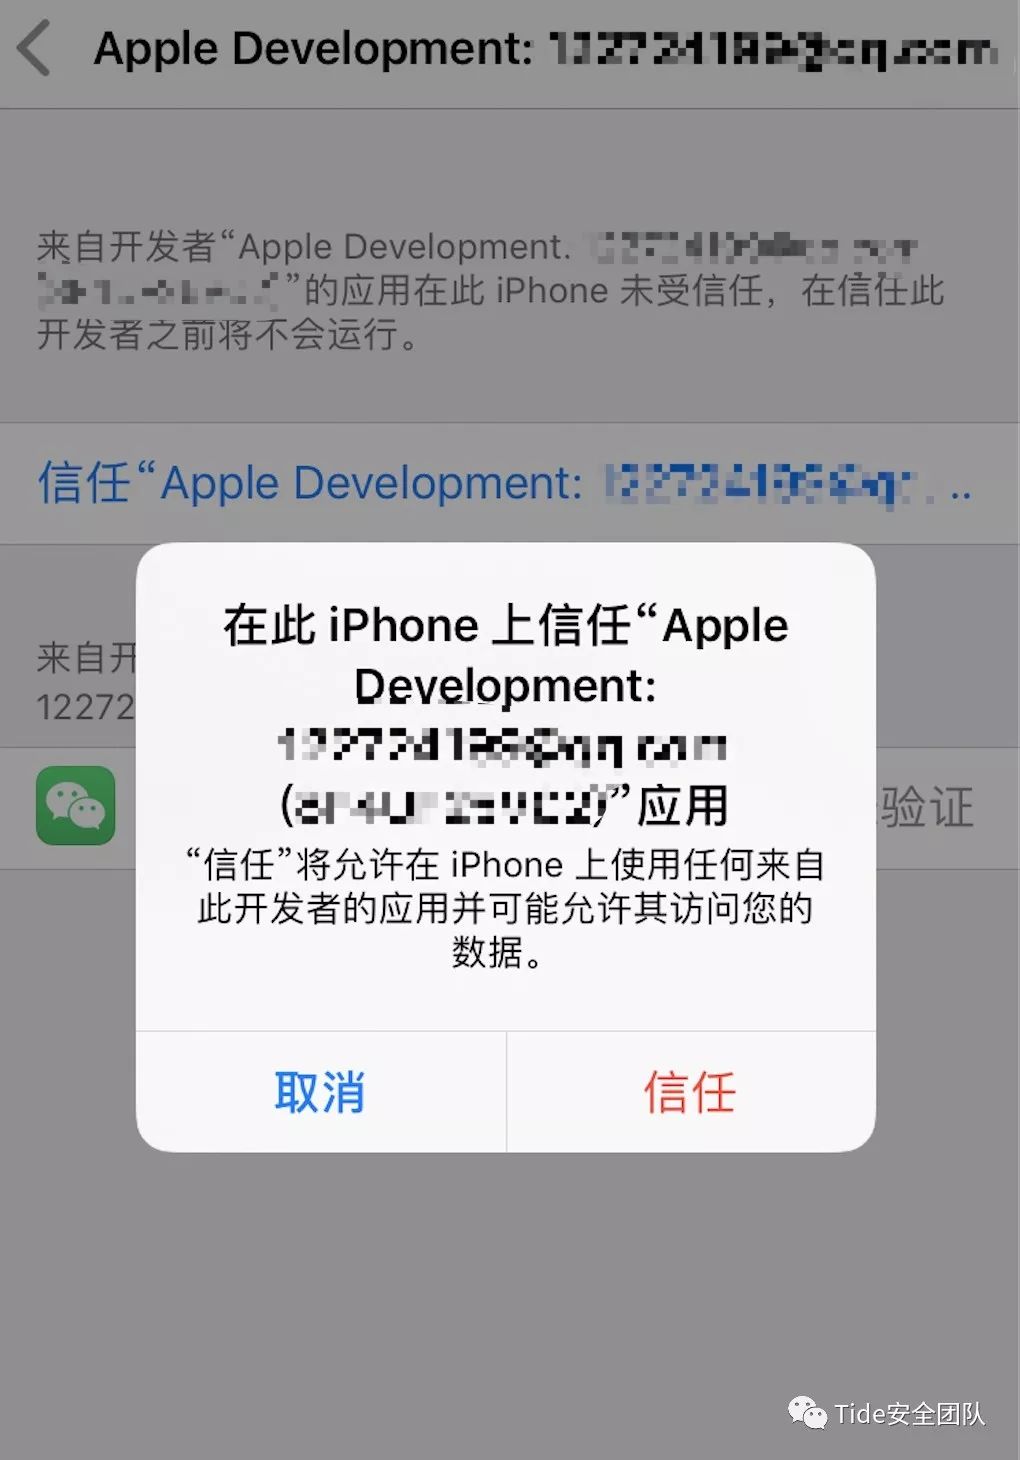 Apple Development:
来自开发者“Apple Development.
”的应用在此 iPhone 未受信任，在信任此
开发者之前将不会运行。
信任“Apple Development: ..
来自开
12272
验证
在此 iPhone 上信任“Apple
Development:
”应用
“信任”将允许在 iPhone 上使用任何来自
此开发者的应用并可能允许其访问您的
数据。
取消
信任
Tide安全团队